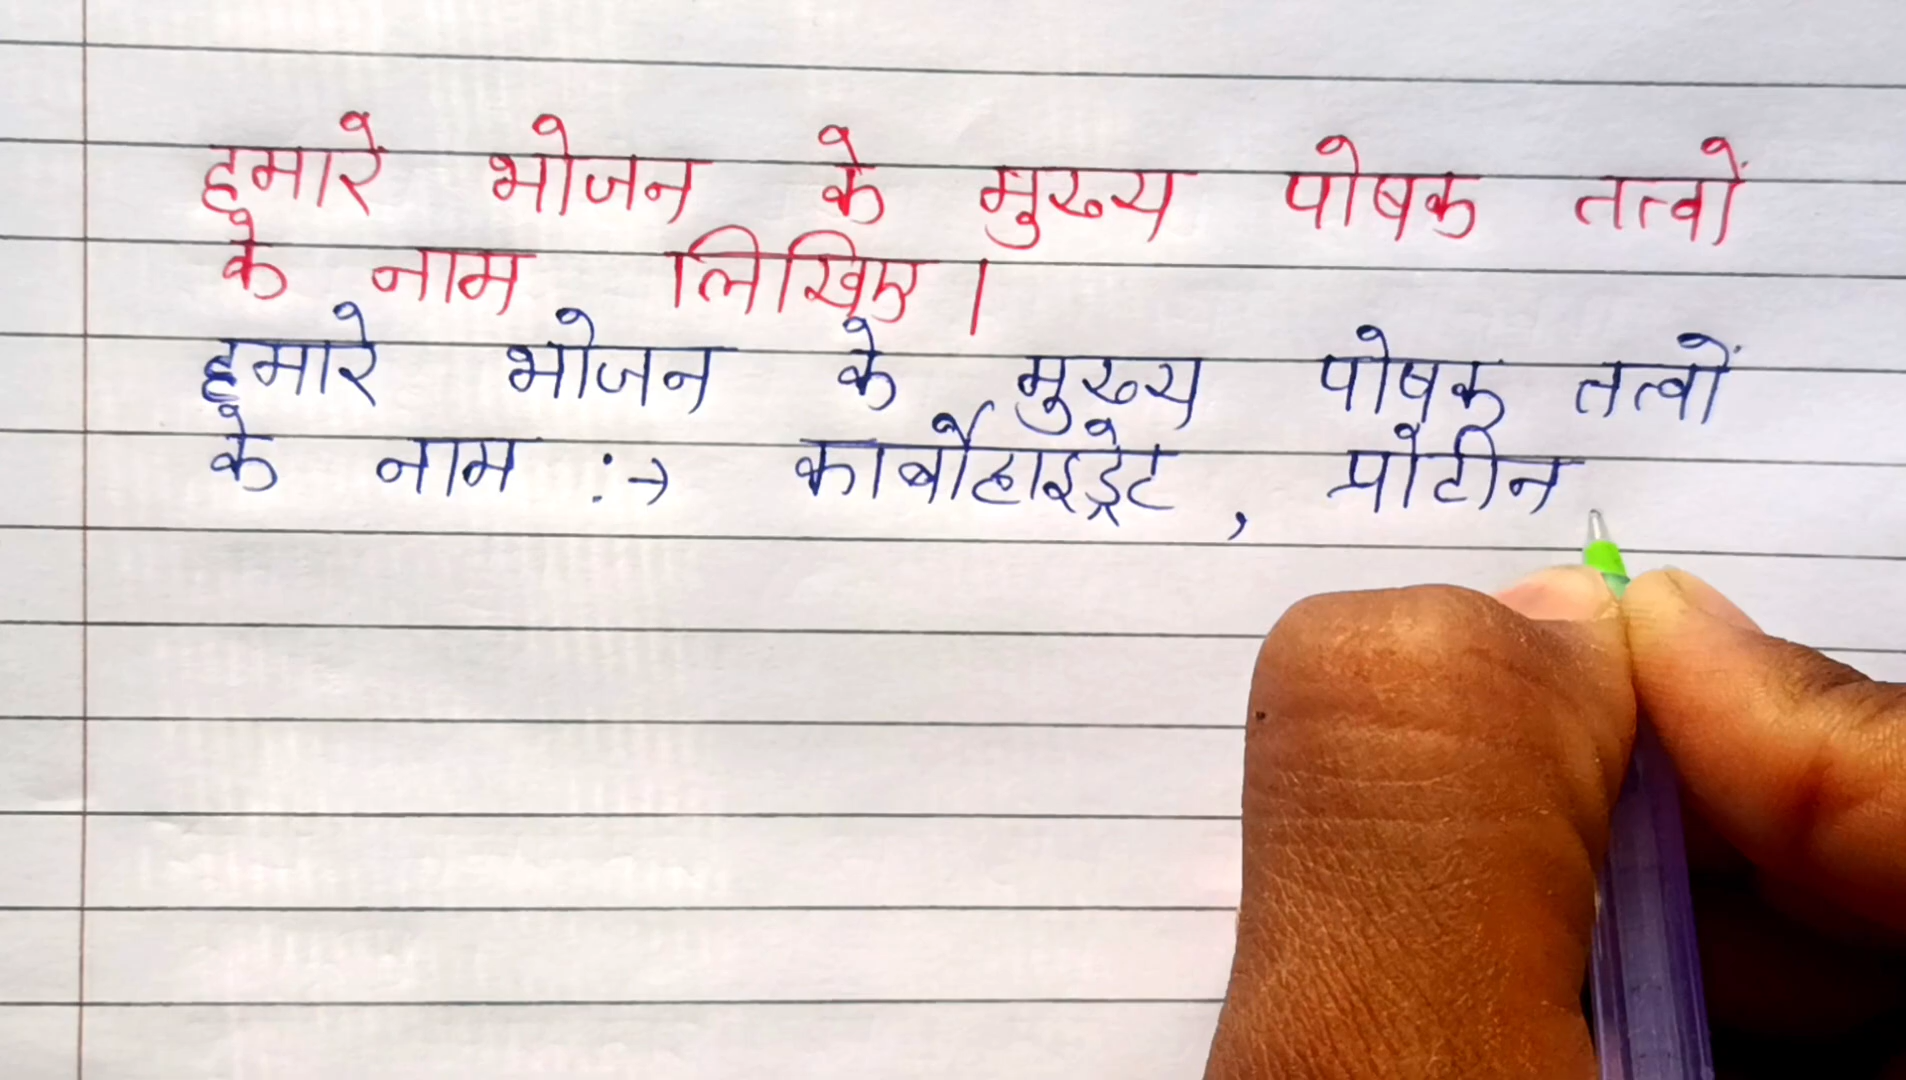 हमारे भोजन के मुख्य पोषक तत्वों
के नाम लिखिए।
हमारे भोजन के मुख्य पोषक तत्वों
के नाम :→ कार्बोहाइड्रेट, प्रोटीन